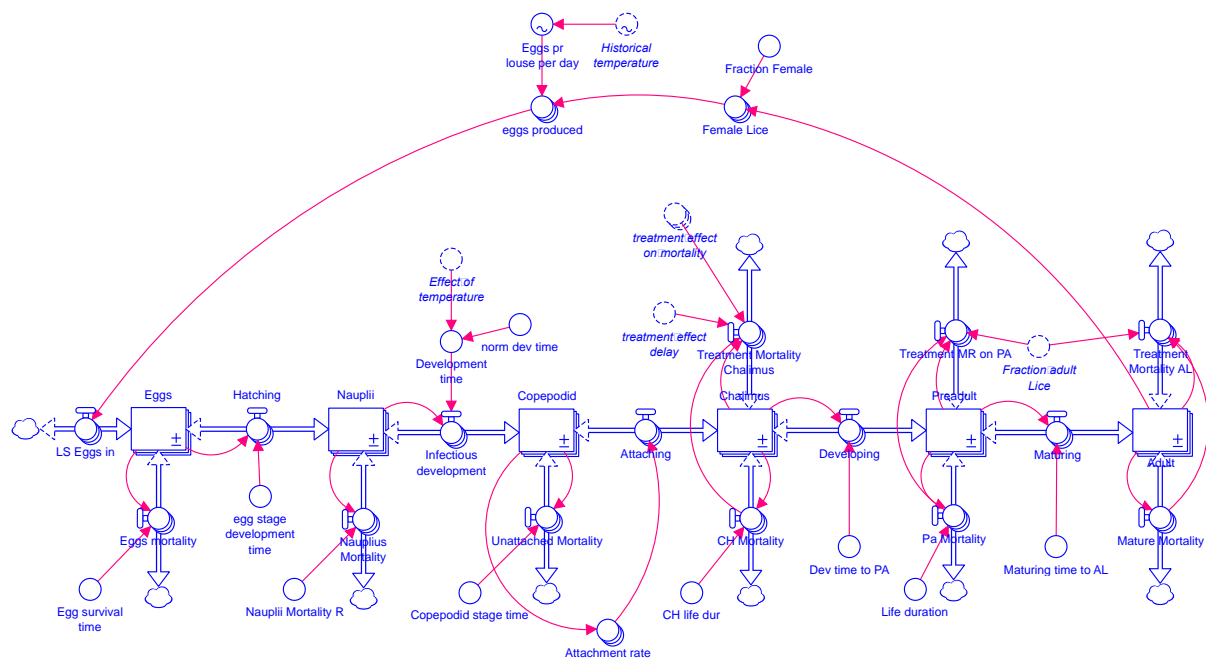 Eggs pr
louse per day
Historical
temperature
Fraction Female
eggs produced
Female Lice
treatment effect
on mortality
Effect of
temperature
norm dev time
treatment effect
delay
Development
time
Treatment Mortality
Chalimus
Treatment MR on PA
Fraction adult
Lice
Treatment
Mortality AL
Eggs
Hatching
Nauplii
Copepodid
Chalimus
Preadult
LS Eggs in
Infectious
development
Attaching
Developing
Maturing
Adult
egg stage
development
time
Eggs mortality
Nauplius
Mortality
Unattached Mortality
CH Mortality
Pa Mortality
Mature Mortality
Dev time to PA
Maturing time to AL
Egg survival
time
Nauplii Mortality R
Copepodid stage time
CH life dur
Life duration
Attachment rate